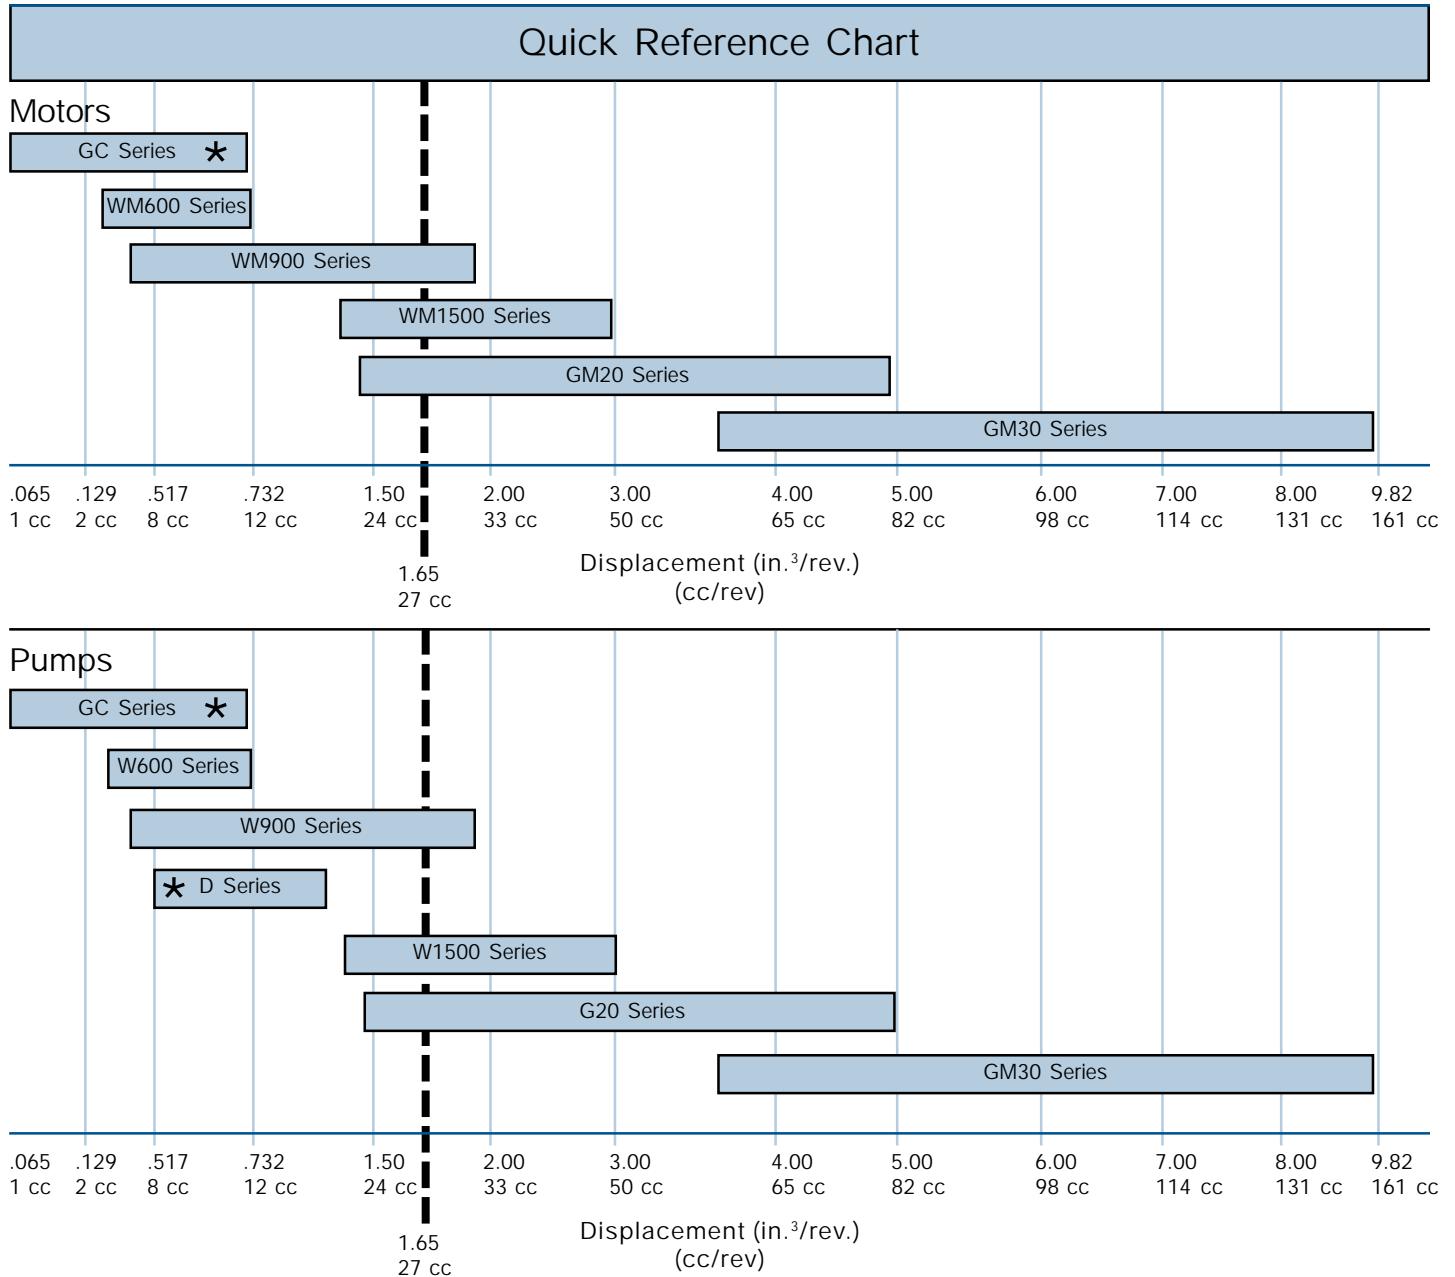 Quick Reference Chart
Motors
GC Series *
WM600 Series
WM900 Series
WM1500 Series
GM20 Series
GM30 Series
.065 .129 .517 .732 1.50 2.00 3.00 4.00 5.00 6.00 7.00 8.00 9.82
1 cc 2 cc 8 cc 12 cc 24 cc 33 cc 50 cc 65 cc 82 cc 98 cc 114 cc 131 cc 161 cc
Displacement (in.³/rev.)
1.65
(cc/rev)
27 cc
Pumps
GC Series *
W600 Series
W900 Series
* D Series
W1500 Series
G20 Series
GM30 Series
.065 .129 .517 .732 1.50 2.00 3.00 4.00 5.00 6.00 7.00 8.00 9.82
1 cc 2 cc 8 cc 12 cc 24 cc 33 cc 50 cc 65 cc 82 cc 98 cc 114 cc 131 cc 161 cc
Displacement (in.³/rev.)
1.65
(cc/rev)
27 cc